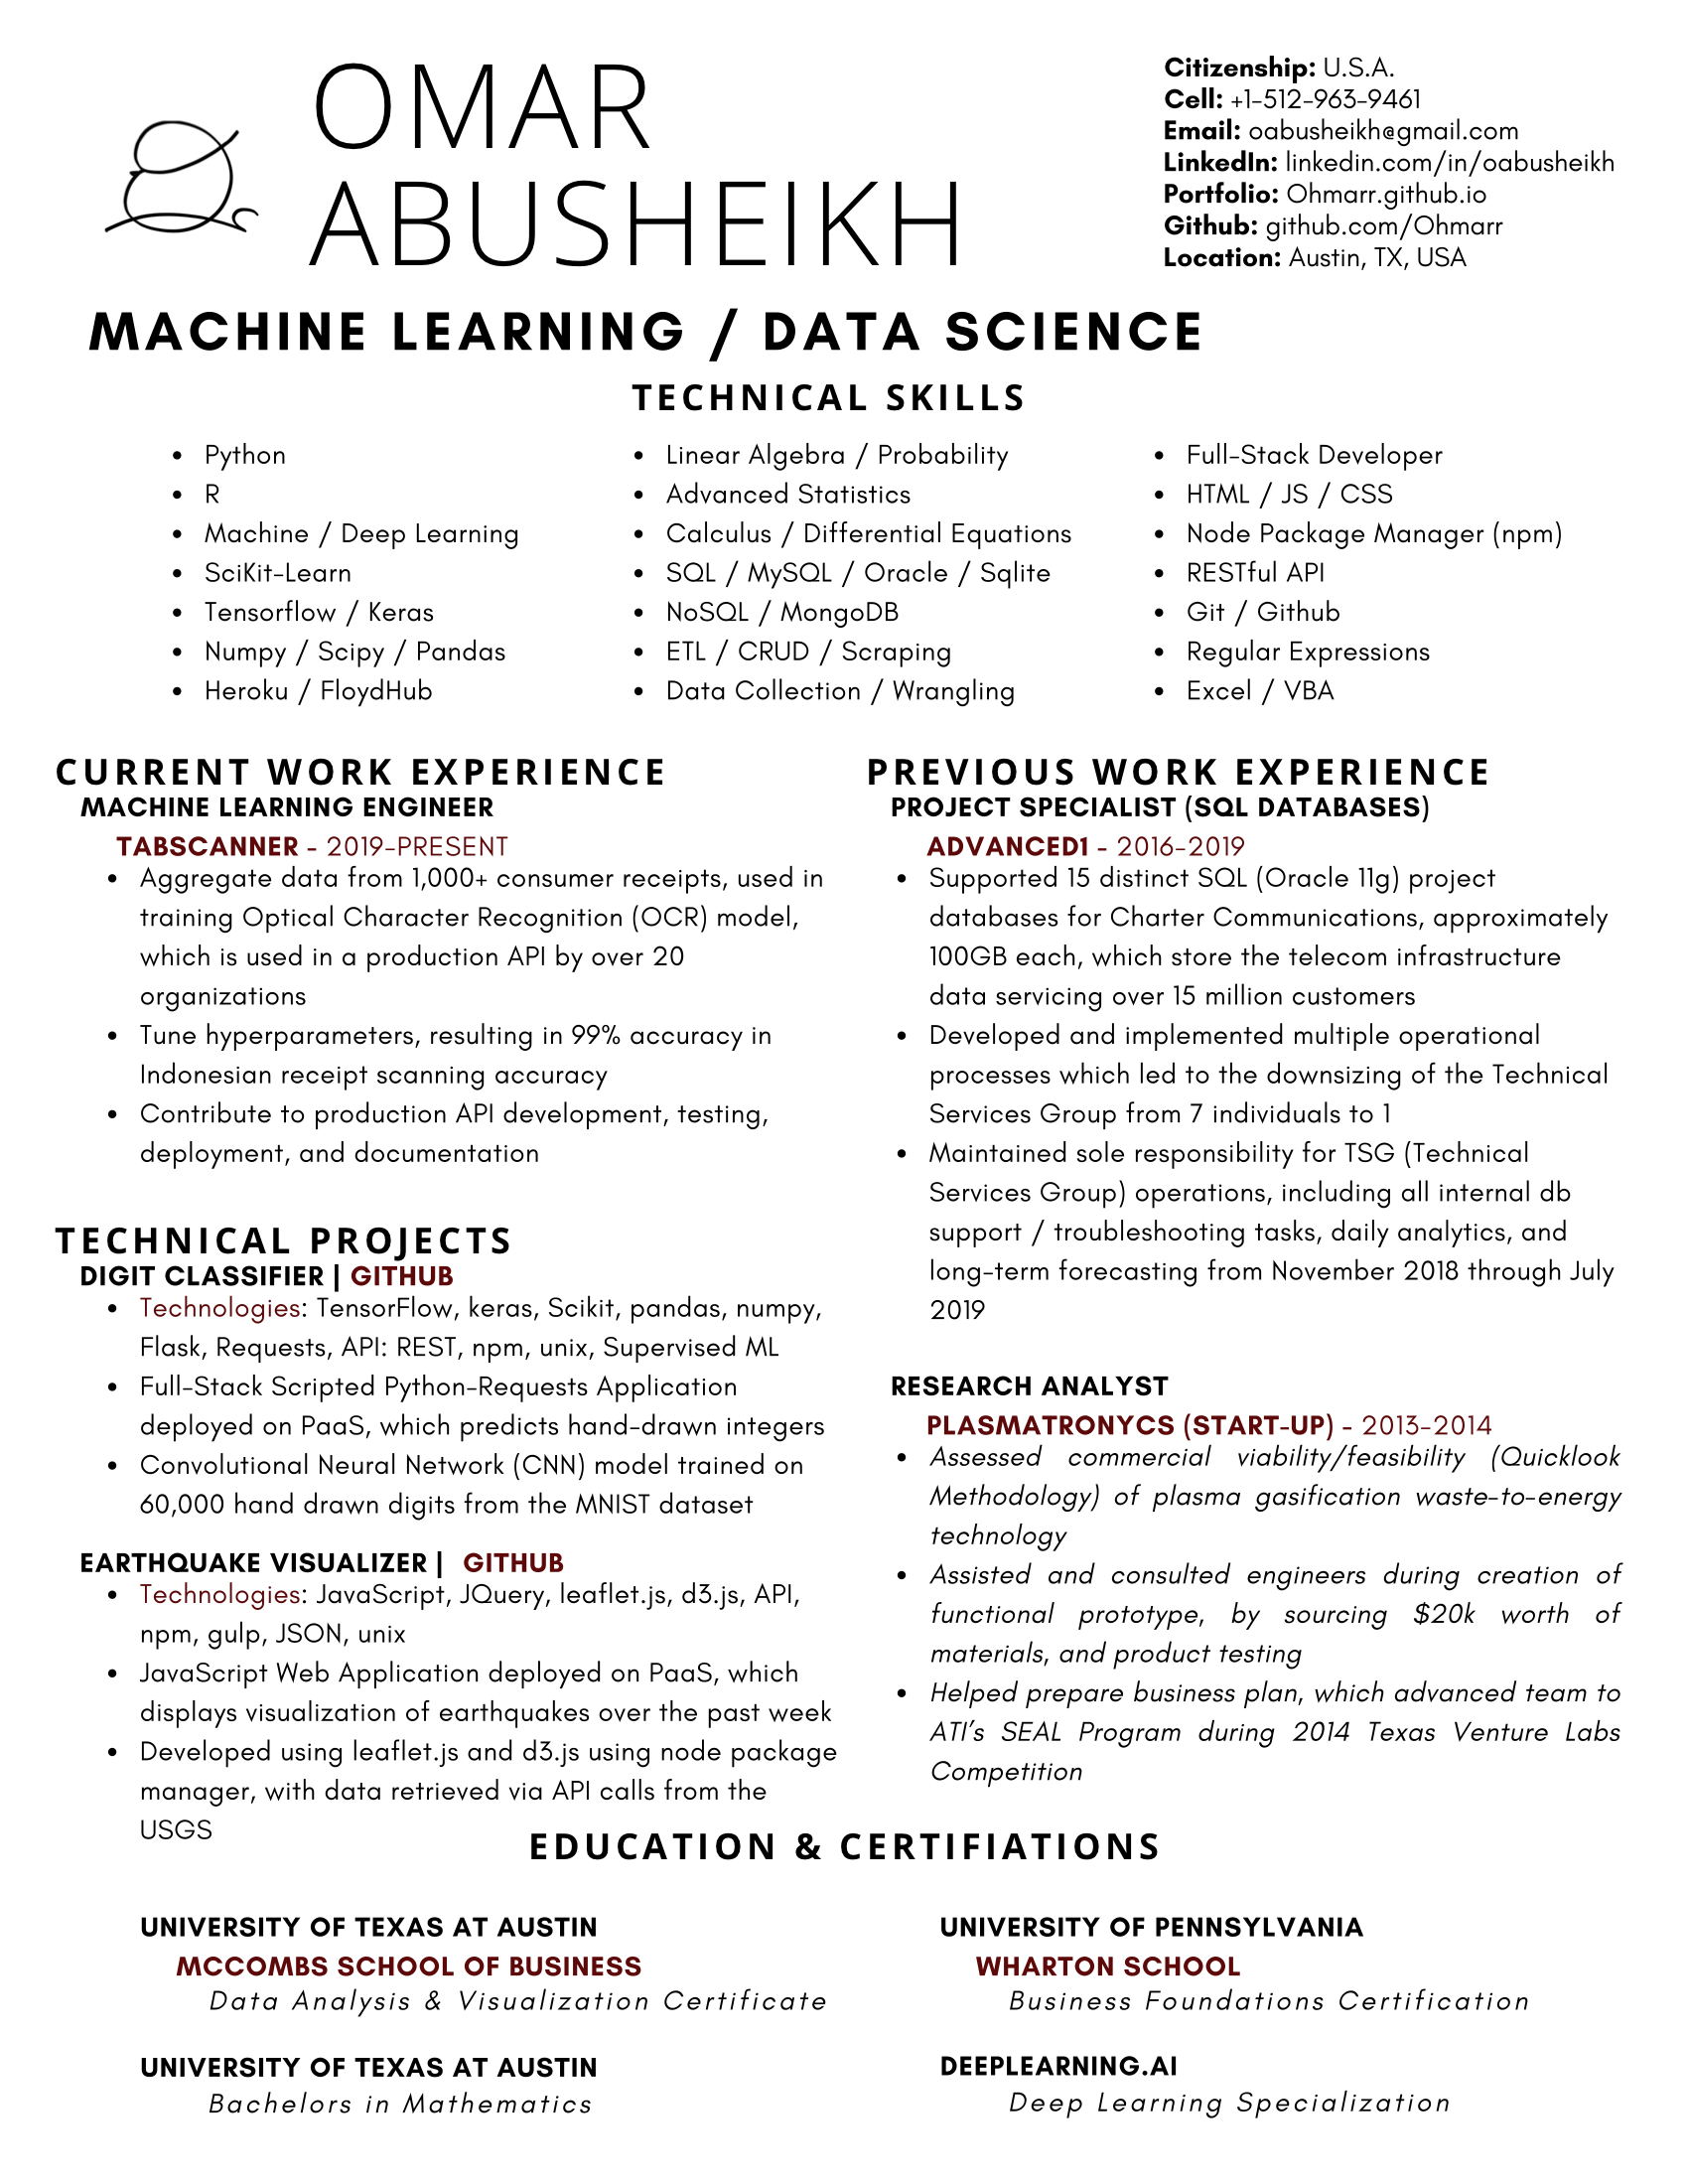 OMAR
ABUSHEIKH
Citizenship: U.S.A.
Cell: +1-512-963-9461
Email: oabusheikh@gmail.com
LinkedIn: linkedin.com/in/oabusheikh
Portfolio: Ohmarr.github.io
Github: github.com/Ohmarr
Location: Austin, TX, USA
MACHINE LEARNING / DATA SCIENCE
TECHNICAL SKILLS
• Python
• R
• Machine / Deep Learning
• SciKit-Learn
• Tensorflow / Keras
• Numpy / Scipy / Pandas
• Heroku / FloydHub
• Linear Algebra / Probability
• Advanced Statistics
• Calculus / Differential Equations
• SQL / MySQL / Oracle / Sqlite
• NoSQL / MongoDB
• ETL / CRUD / Scraping
• Data Collection / Wrangling
• Full-Stack Developer
• HTML / JS / CSS
• Node Package Manager (npm)
• RESTful API
• Git / Github
• Regular Expressions
• Excel / VBA
CURRENT WORK EXPERIENCE
MACHINE LEARNING ENGINEER
TABSCANNER - 2019-PRESENT
• Aggregate data from 1,000+ consumer receipts, used in
training Optical Character Recognition (OCR) model,
which is used in a production API by over 20
organizations
• Tune hyperparameters, resulting in 99% accuracy in
Indonesian receipt scanning accuracy
• Contribute to production API development, testing,
deployment, and documentation
TECHNICAL PROJECTS
DIGIT CLASSIFIER | GITHUB
• Technologies: TensorFlow, keras, Scikit, pandas, numpy,
Flask, Requests, API: REST, npm, unix, Supervised ML
• Full-Stack Scripted Python-Requests Application
deployed on PaaS, which predicts hand-drawn integers
• Convolutional Neural Network (CNN) model trained on
60,000 hand drawn digits from the MNIST dataset
EARTHQUAKE VISUALIZER | GITHUB
• Technologies: JavaScript, JQuery, leaflet.js, d3.js, API,
npm, gulp, JSON, unix
• JavaScript Web Application deployed on PaaS, which
displays visualization of earthquakes over the past week
• Developed using leaflet.js and d3.js using node package
manager, with data retrieved via API calls from the
USGS
PREVIOUS WORK EXPERIENCE
PROJECT SPECIALIST (SQL DATABASES)
ADVANCED1 - 2016-2019
• Supported 15 distinct SQL (Oracle 11g) project
databases for Charter Communications, approximately
100GB each, which store the telecom infrastructure
data servicing over 15 million customers
• Developed and implemented multiple operational
processes which led to the downsizing of the Technical
Services Group from 7 individuals to 1
• Maintained sole responsibility for TSG (Technical
Services Group) operations, including all internal db
support / troubleshooting tasks, daily analytics, and
long-term forecasting from November 2018 through July
2019
RESEARCH ANALYST
PLASMATRONYCS (START-UP) - 2013-2014
• Assessed commercial viability/feasibility (Quicklook
Methodology) of plasma gasification waste-to-energy
technology
• Assisted and consulted engineers during creation of
functional prototype, by sourcing $20k worth of
materials, and product testing
• Helped prepare business plan, which advanced team to
ATI's SEAL Program during 2014 Texas Venture Labs
Competition
EDUCATION & CERTIFIATIONS
UNIVERSITY OF TEXAS AT AUSTIN
MCCOMBS SCHOOL OF BUSINESS
Data Analysis & Visualization Certificate
UNIVERSITY OF TEXAS AT AUSTIN
Bachelors in Mathematics
UNIVERSITY OF PENNSYLVANIA
WHARTON SCHOOL
Business Foundations Certification
DEEPLEARNING.AI
Deep Learning Specialization